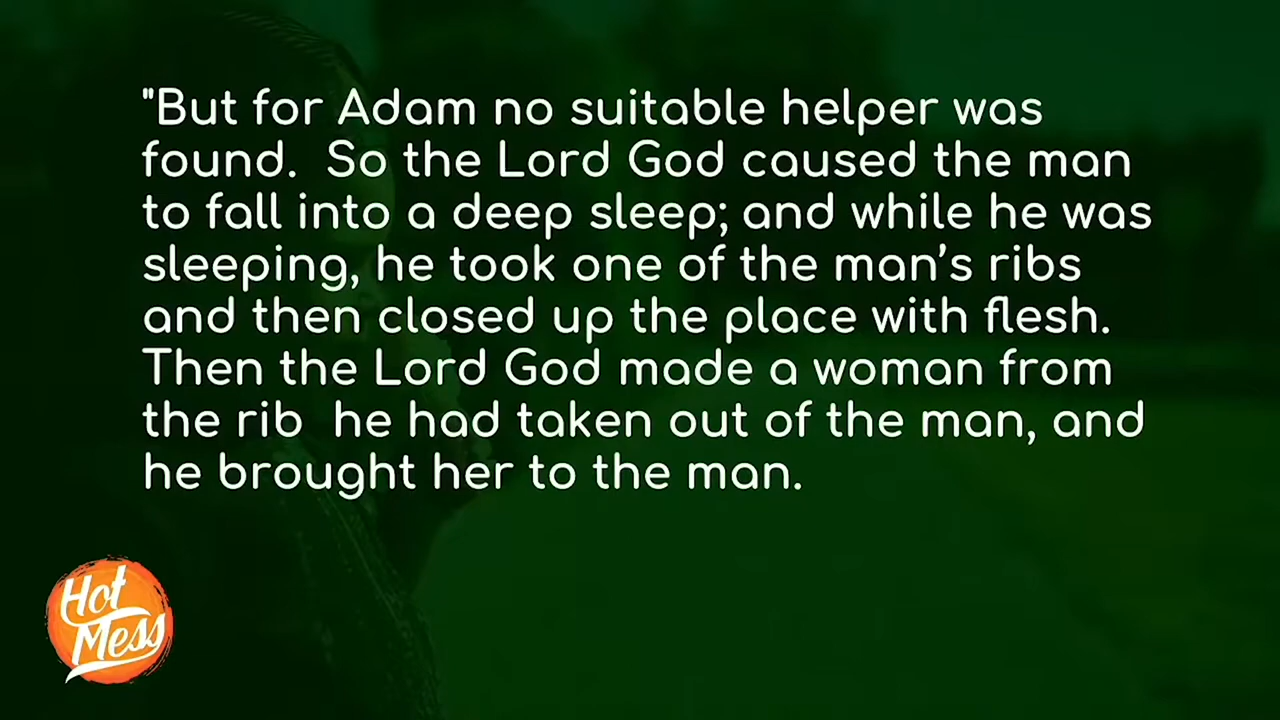 "But for Adam no suitable helper was
found.  So the Lord God caused the man
to fall into a deep sleep; and while he was
sleeping, he took one of the man’s ribs
and then closed up the place with flesh.
Then the Lord God made a woman from
the rib  he had taken out of the man, and
he brought her to the man.
Hot
Mess